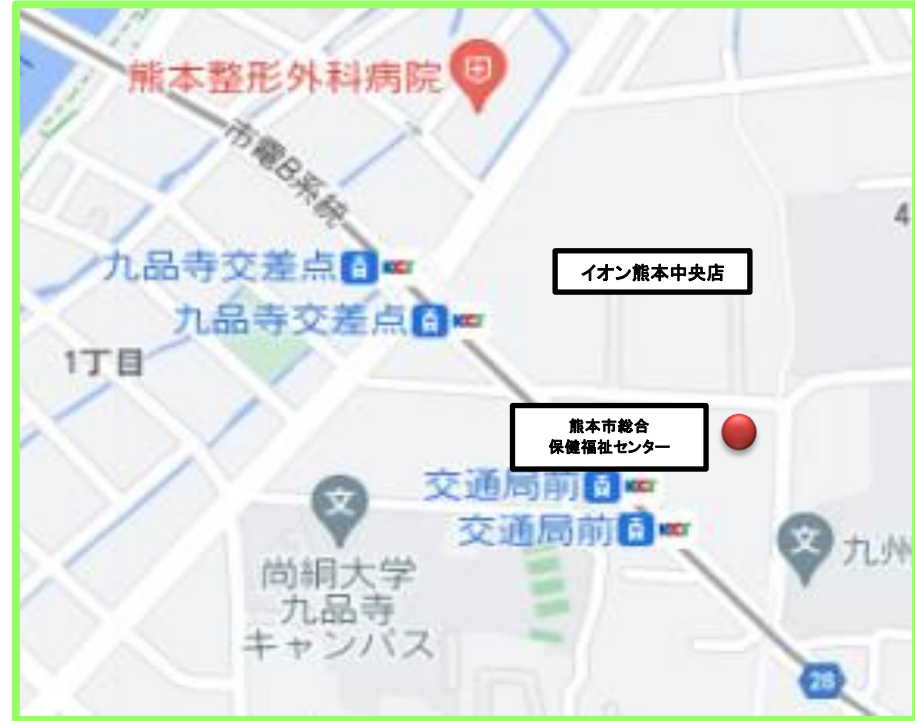 熊本整形外科病院
市電B系統
4
九品寺交差点
イオン熊本中央店
九品寺交差点
1丁目
熊本市総合
保健福祉センター
交通局前
交通局前
文
文
九州
尚絅大学
九品寺
キャンパス
28